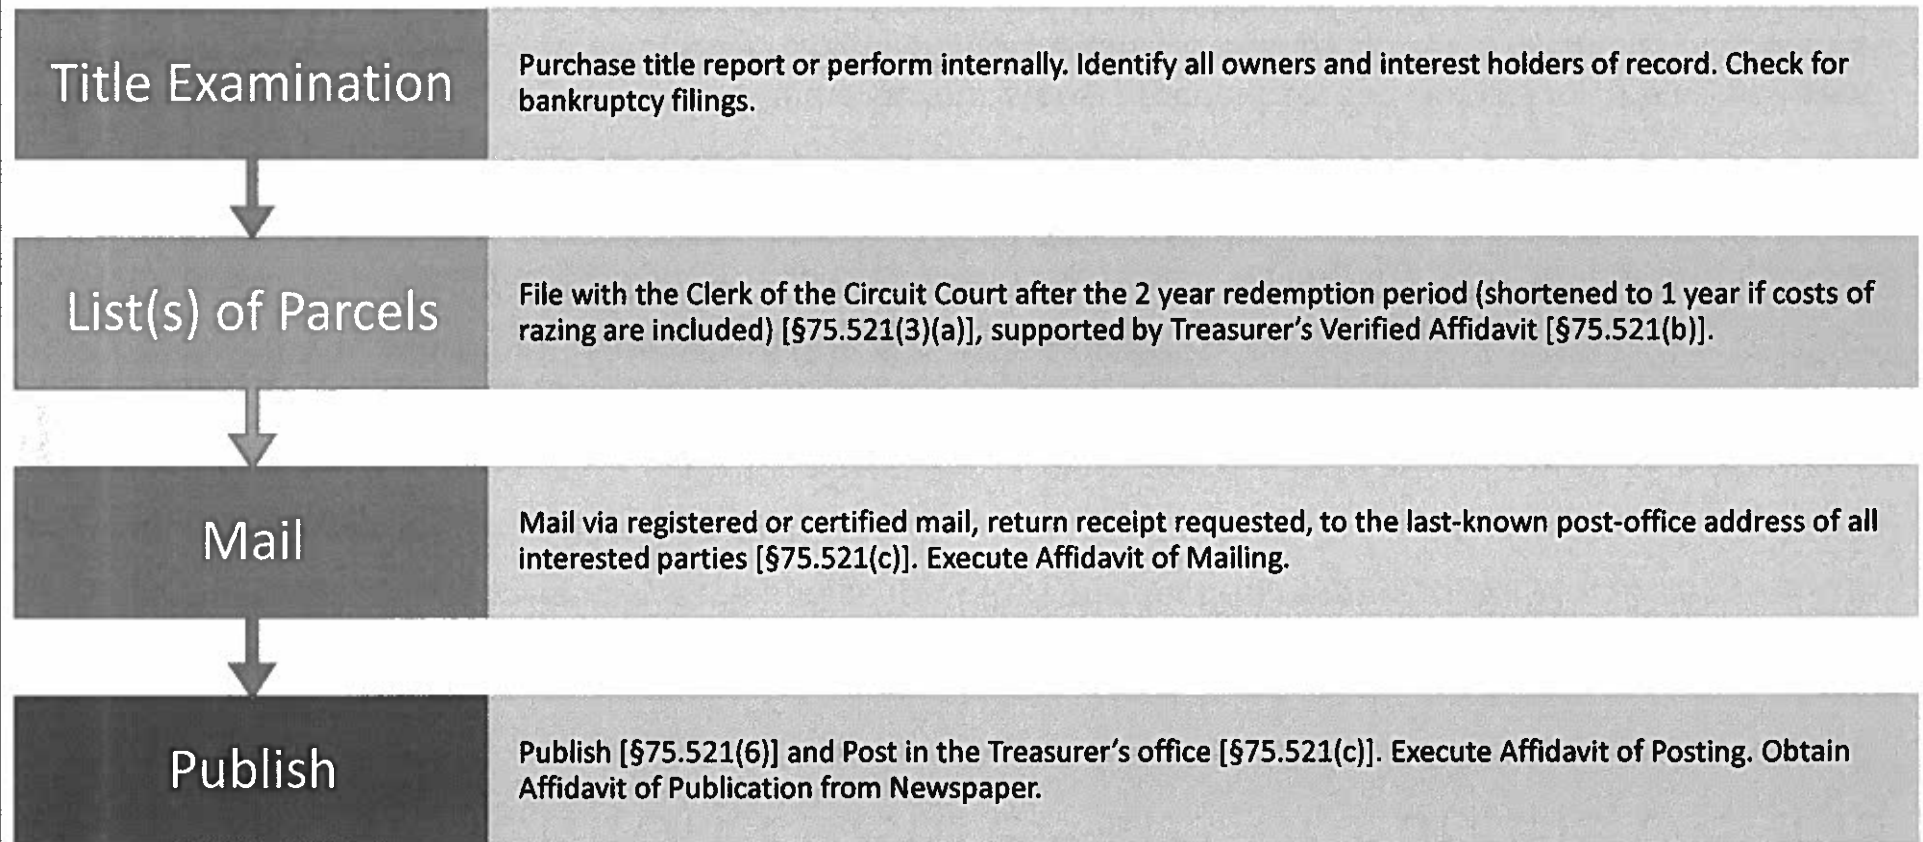 Title Examination
Purchase title report or perform internally. Identify all owners and interest holders of record. Check for
bankruptcy filings.
List(s) of Parcels
File with the Clerk of the Circuit Court after the 2 year redemption period (shortened to 1 year if costs of
razing are included) [§75.521(3)(a)], supported by Treasurer's Verified Affidavit [§75.521(b)].
Mail
Mail via registered or certified mail, return receipt requested, to the last-known post-office address of all
interested parties [§75.521(c)]. Execute Affidavit of Mailing.
Publish
Publish [§75.521(6)] and Post in the Treasurer's office [§75.521(c)]. Execute Affidavit of Posting. Obtain
Affidavit of Publication from Newspaper.